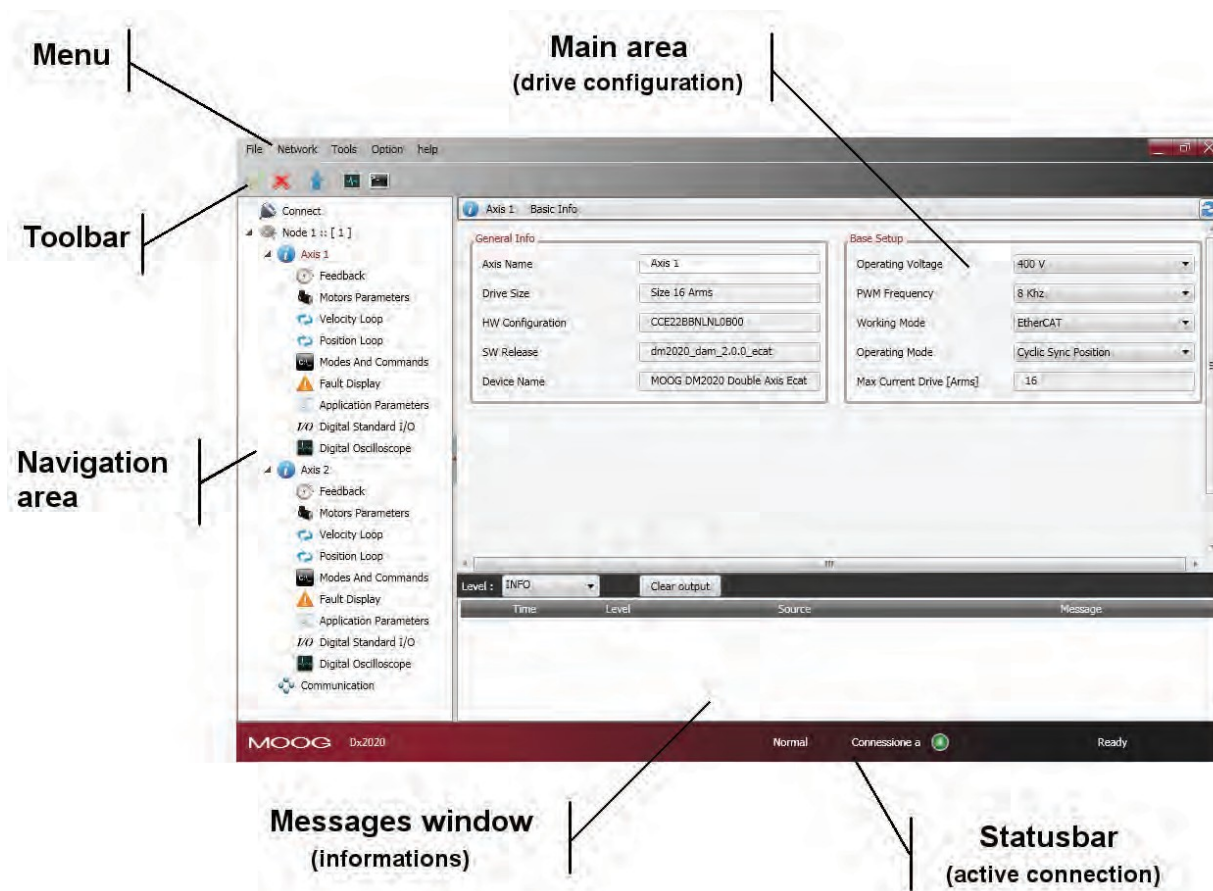 Menu
Main area
(drive configuration)
File Network Tools Option help
Toolbar
Navigation
area
Connect
Node 1 :: [ 1 ]
Axis 1
Feedback
Motors Parameters
Velocity Loop
Position Loop
Modes And Commands
Fault Display
Application Parameters
I/O Digital Standard I/O
Digital Oscilloscope
Axis 2
Feedback
Motors Parameters
Velocity Loop
Position Loop
Modes And Commands
Fault Display
Application Parameters
I/O Digital Standard I/O
Digital Oscilloscope
Communication
Axis 1 Basic Info
General Info
Axis Name Axis 1
Drive Size Size 16 Arms
HW Configuration CCE22BBNLNL0B00
SW Release dm2020_dam_2.0.0_ecat
Device Name MOOG DM2020 Double Axis Ecat
Base Setup
Operating Voltage 400 V
PWM Frequency 8 Khz
Working Mode EtherCAT
Operating Mode Cyclic Sync Position
Max Current Drive [Arms] 16
Level : INFO Clear output
Time Level Source Message
MOOG Dx2020 Normal Connessione a Ready
Messages window
(informations)
Statusbar
(active connection)